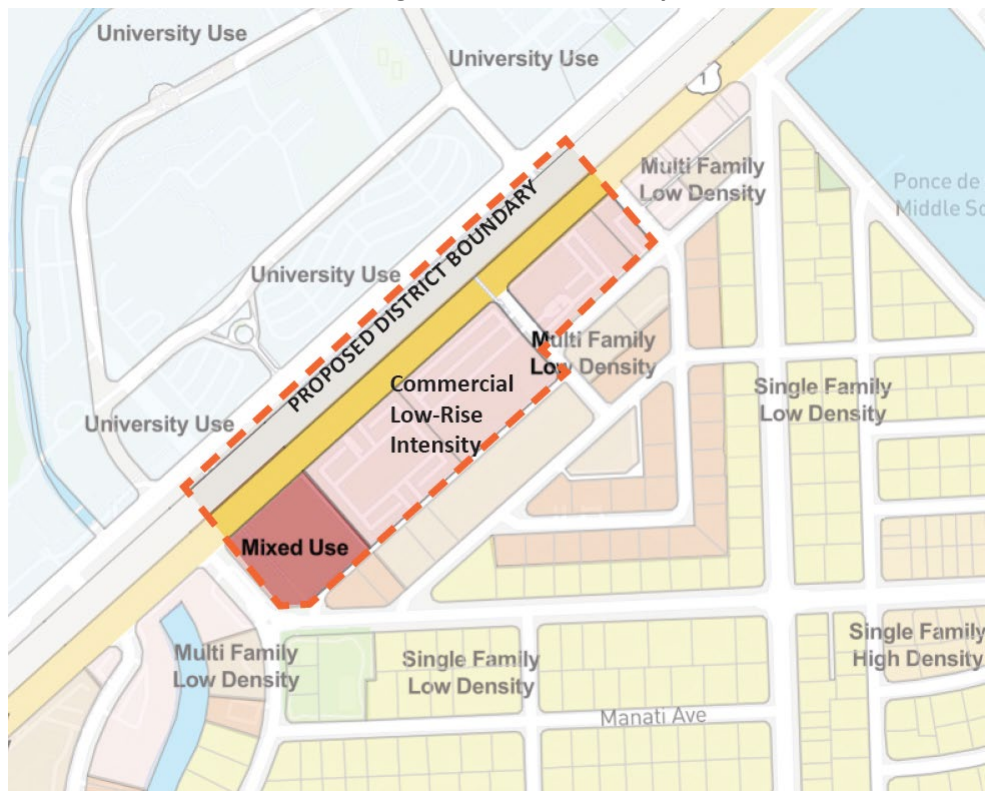 University Use
University Use
1
Multi Family
Low Density
Ponce de
Middle Sc
PROPOSED DISTRICT BOUNDARY
University Use
Multi Family
Low Density
Commercial
Low-Rise
Intensity
Single Family
Low Density
University Use
Mixed Use
Multi Family
Low Density
Single Family
Low Density
Single Family
High Density
Manati Ave